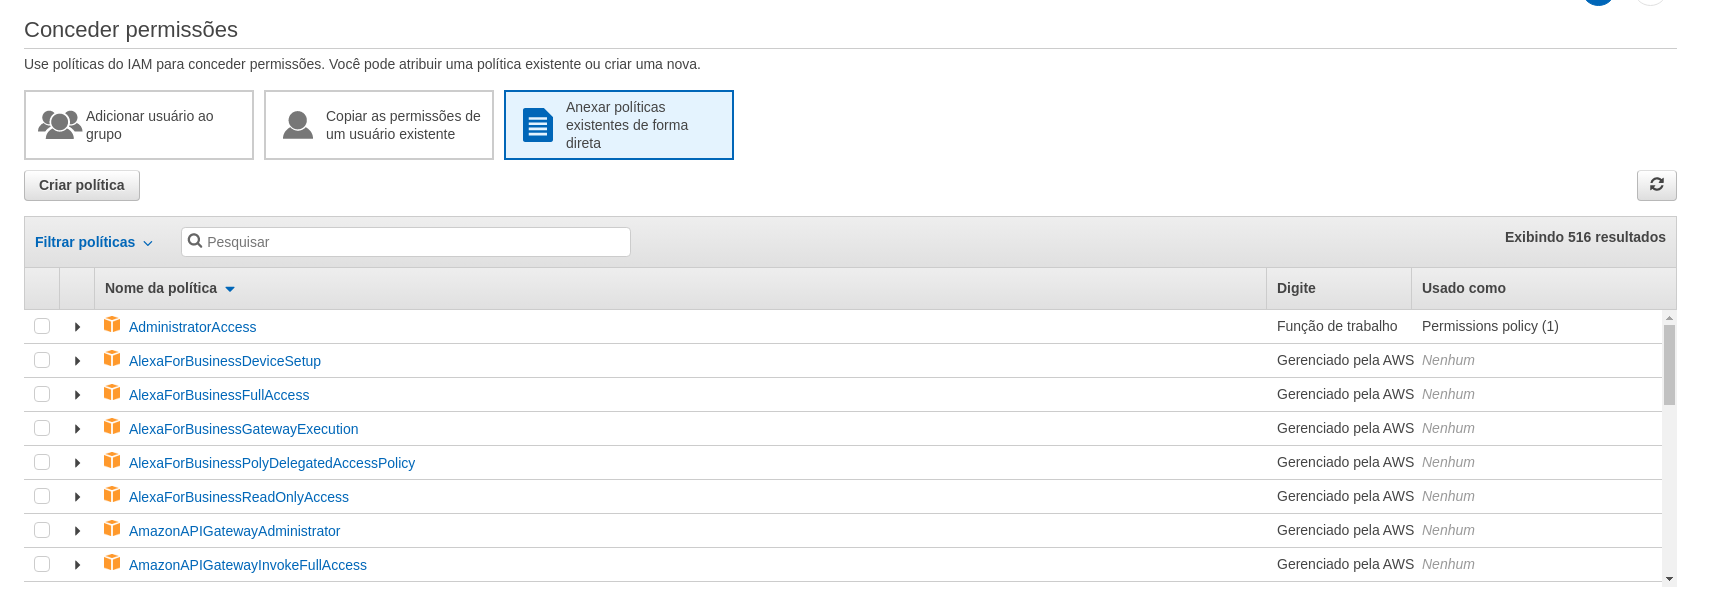 Conceder permissões
Use políticas do IAM para conceder permissões. Você pode atribuir uma política existente ou criar uma nova.
Adicionar usuário ao
grupo
Copiar as permissões de
um usuário existente
Anexar políticas
existentes de forma
direta
Criar política
Filtrar políticas
Pesquisar
Exibindo 516 resultados
Nome da política Digite Usado como
AdministratorAccess Função de trabalho Permissions policy (1)
AlexaForBusinessDeviceSetup Gerenciado pela AWS Nenhum
AlexaForBusinessFullAccess Gerenciado pela AWS Nenhum
AlexaForBusinessGatewayExecution Gerenciado pela AWS Nenhum
AlexaForBusinessPolyDelegatedAccessPolicy Gerenciado pela AWS Nenhum
AlexaForBusinessReadOnlyAccess Gerenciado pela AWS Nenhum
AmazonAPIGatewayAdministrator Gerenciado pela AWS Nenhum
AmazonAPIGatewayInvokeFullAccess Gerenciado pela AWS Nenhum